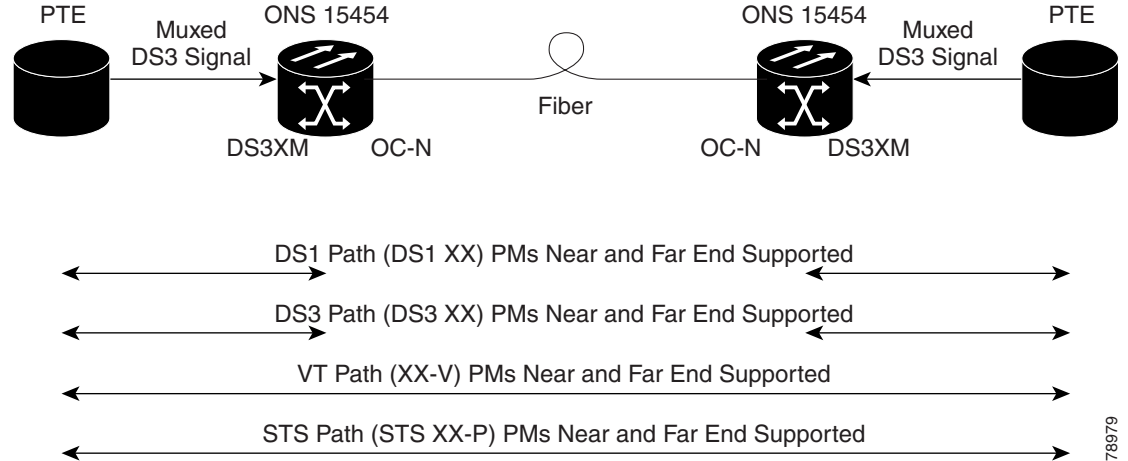 PTE
ONS 15454
ONS 15454
PTE
Muxed
DS3 Signal
Muxed
DS3 Signal
Fiber
DS3XM
OC-N
OC-N
DS3XM
DS1 Path (DS1 XX) PMs Near and Far End Supported
DS3 Path (DS3 XX) PMs Near and Far End Supported
VT Path (XX-V) PMs Near and Far End Supported
STS Path (STS XX-P) PMs Near and Far End Supported
78979